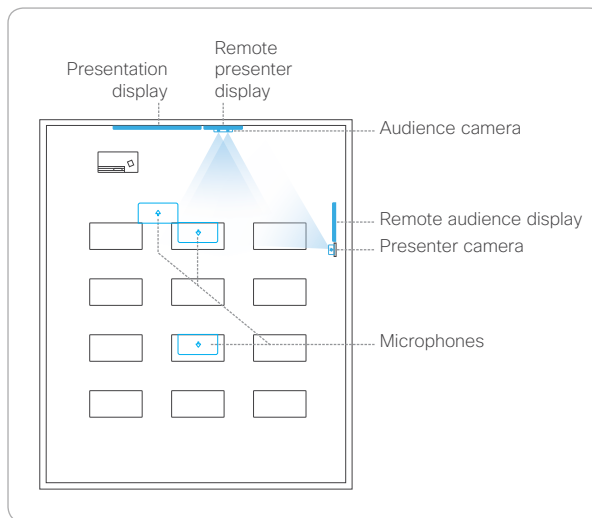 Presentation
display
Remote
presenter
display
Audience camera
Remote audience display
Presenter camera
Microphones